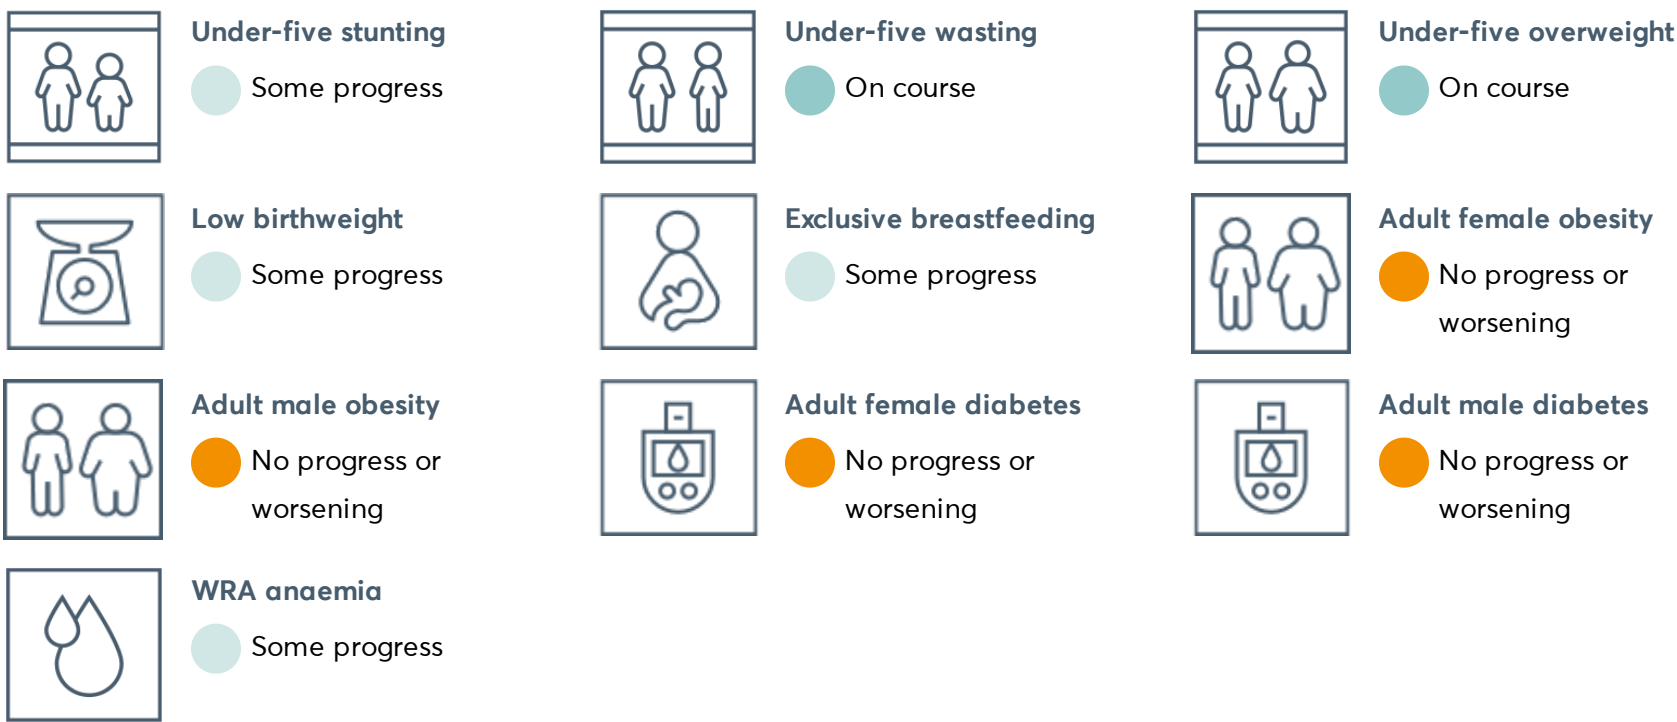 Under-five stunting
Some progress
Under-five wasting
On course
Under-five overweight
On course
Low birthweight
Some progress
Exclusive breastfeeding
Some progress
Adult female obesity
No progress or
worsening
Adult male obesity
No progress or
worsening
Adult female diabetes
No progress or
worsening
Adult male diabetes
No progress or
worsening
WRA anaemia
Some progress